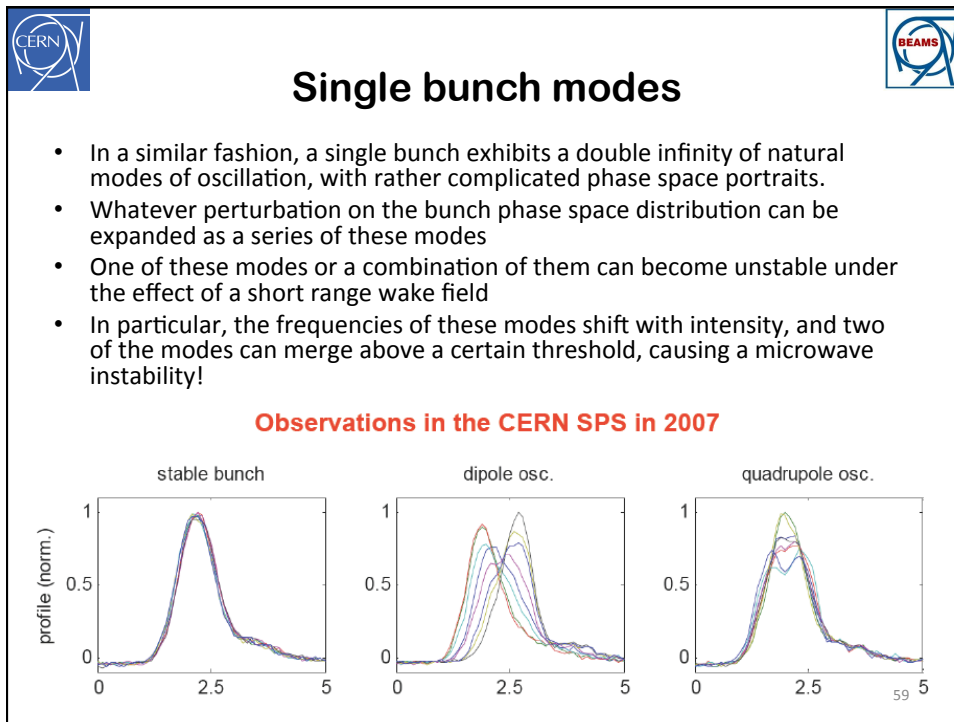 CERN
BEAMS
Single bunch modes
• In a similar fashion, a single bunch exhibits a double infinity of natural
modes of oscillation, with rather complicated phase space portraits.
• Whatever perturbation on the bunch phase space distribution can be
expanded as a series of these modes
• One of these modes or a combination of them can become unstable under
the effect of a short range wake field
• In particular, the frequencies of these modes shift with intensity, and two
of the modes can merge above a certain threshold, causing a microwave
instability!
Observations in the CERN SPS in 2007
stable bunch
profile (norm.)
1
0.5
0
0 2.5 5
dipole osc.
1
0.5
0
0 2.5 5
quadrupole osc.
1
0.5
0
0 2.5 5
59